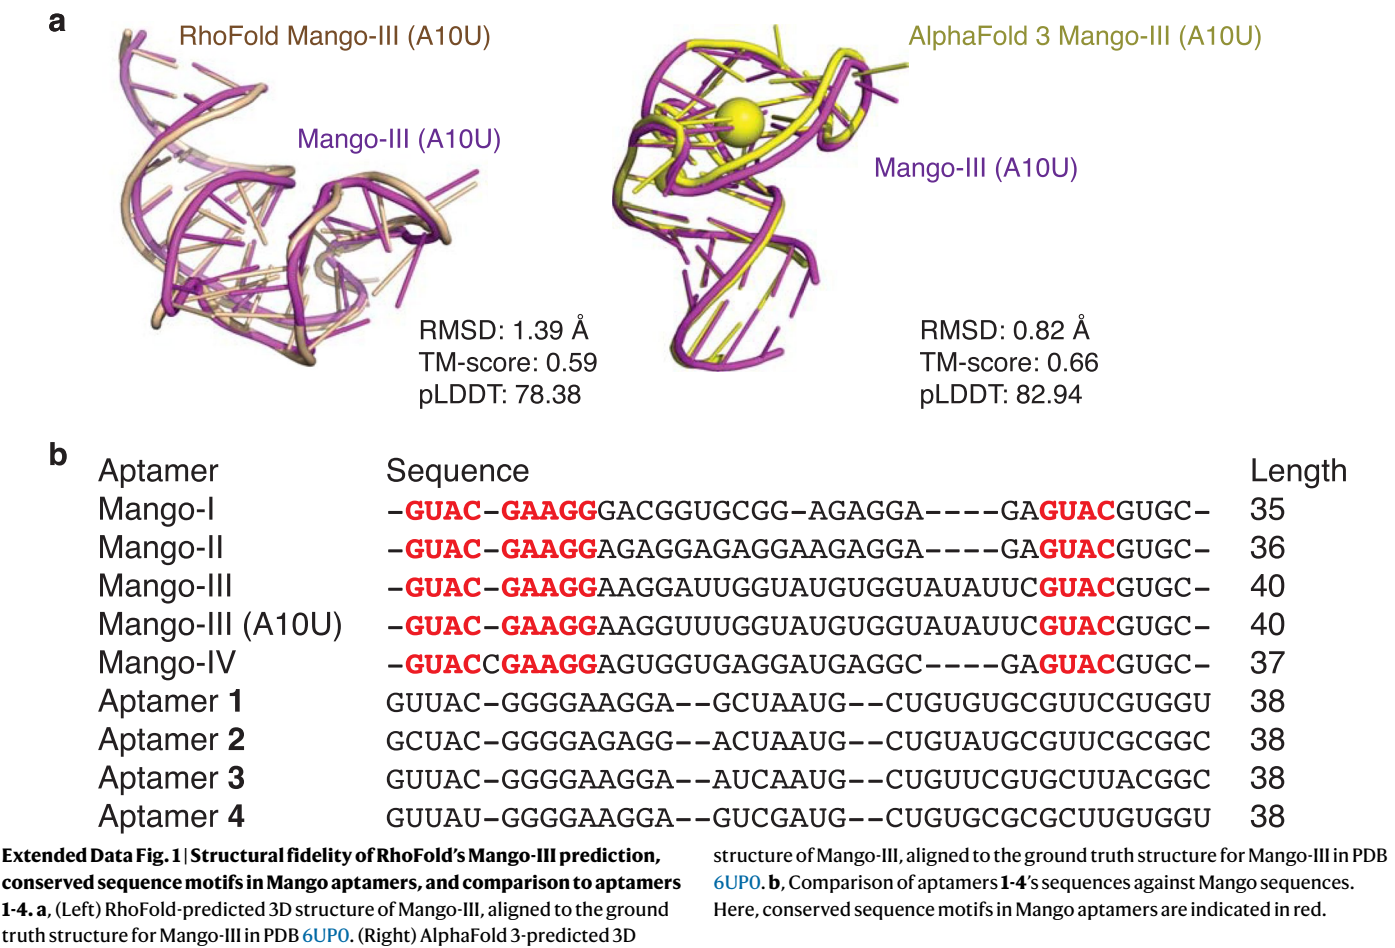 a
RhoFold Mango-III (A10U)
Mango-III (A10U)
RMSD: 1.39 Å
TM-score: 0.59
pLDDT: 78.38
AlphaFold 3 Mango-III (A10U)
Mango-III (A10U)
RMSD: 0.82 Å
TM-score: 0.66
pLDDT: 82.94
b
Aptamer Sequence Length
Mango-I –GUAC–GAAGGGACGGUGCGG–AGAGGA––––GAGUACGUGC– 35
Mango-II –GUAC–GAAGGAGAGGAGAGGAAGAGGA––––GAGUACGUGC– 36
Mango-III –GUAC–GAAGGAAGGAUUGGUAUGUGGUAUAUUCGUACGUGC– 40
Mango-III (A10U) –GUAC–GAAGGAAGGUUUGGUAUGUGGUAUAUUCGUACGUGC– 40
Mango-IV –GUACCGAAGGAGUGGUGAGGAUGAGGC––––GAGUACGUGC– 37
Aptamer 1 GUUAC–GGGGAAGGA––GCUAAUG––CUGUGUGCGUUCGUGGU 38
Aptamer 2 GCUAC–GGGGAGAGG––ACUAAUG––CUGUAUGCGUUCGCGGC 38
Aptamer 3 GUUAC–GGGGAAGGA––AUCAAUG––CUGUUCGUGCUUACGGC 38
Aptamer 4 GUUAU–GGGGAAGGA––GUCGAUG––CUGUGCGCGCUUGUGGU 38
Extended Data Fig. 1 | Structural fidelity of RhoFold's Mango-III prediction,
conserved sequence motifs in Mango aptamers, and comparison to aptamers
1-4. a, (Left) RhoFold-predicted 3D structure of Mango-III, aligned to the ground
truth structure for Mango-III in PDB 6UP0. (Right) AlphaFold 3-predicted 3D
structure of Mango-III, aligned to the ground truth structure for Mango-III in PDB
6UP0. b, Comparison of aptamers 1-4's sequences against Mango sequences.
Here, conserved sequence motifs in Mango aptamers are indicated in red.